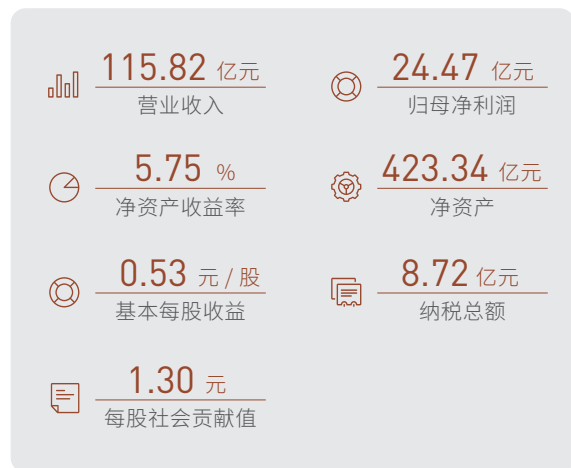 115.82 亿元
营业收入
24.47 亿元
归母净利润
5.75 %
净资产收益率
423.34 亿元
净资产
0.53 元 / 股
基本每股收益
8.72 亿元
纳税总额
1.30 元
每股社会贡献值